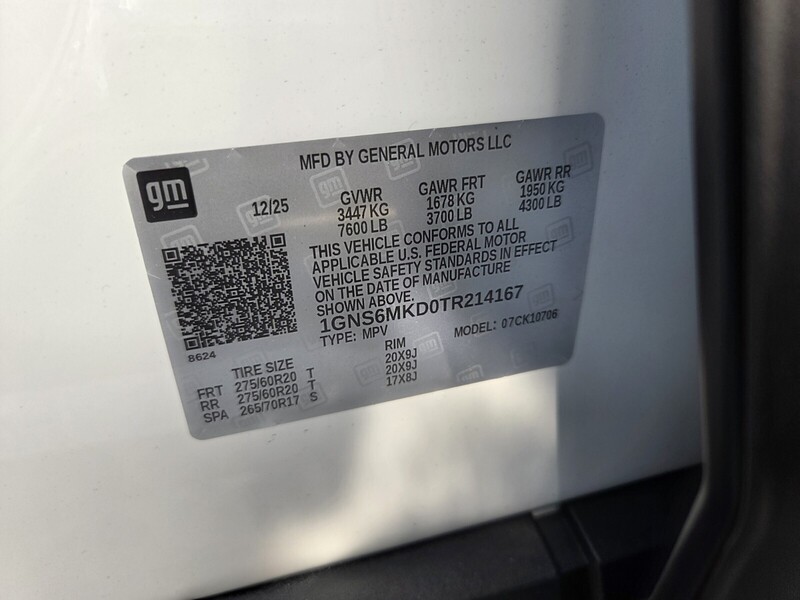 MFD BY GENERAL MOTORS LLC
gm
12/25 GVWR GAWR FRT GAWR RR
3447 KG 1678 KG 1950 KG
7600 LB 3700 LB 4300 LB
THIS VEHICLE CONFORMS TO ALL
APPLICABLE U.S. FEDERAL MOTOR
VEHICLE SAFETY STANDARDS IN EFFECT
ON THE DATE OF MANUFACTURE
SHOWN ABOVE.
1GNS6MKD0TR214167
TYPE: MPV MODEL: 07CK10706
8624
TIRE SIZE RIM
FRT 275/60R20 T 20X9J
RR 275/60R20 T 20X9J
SPA 265/70R17 S 17X8J